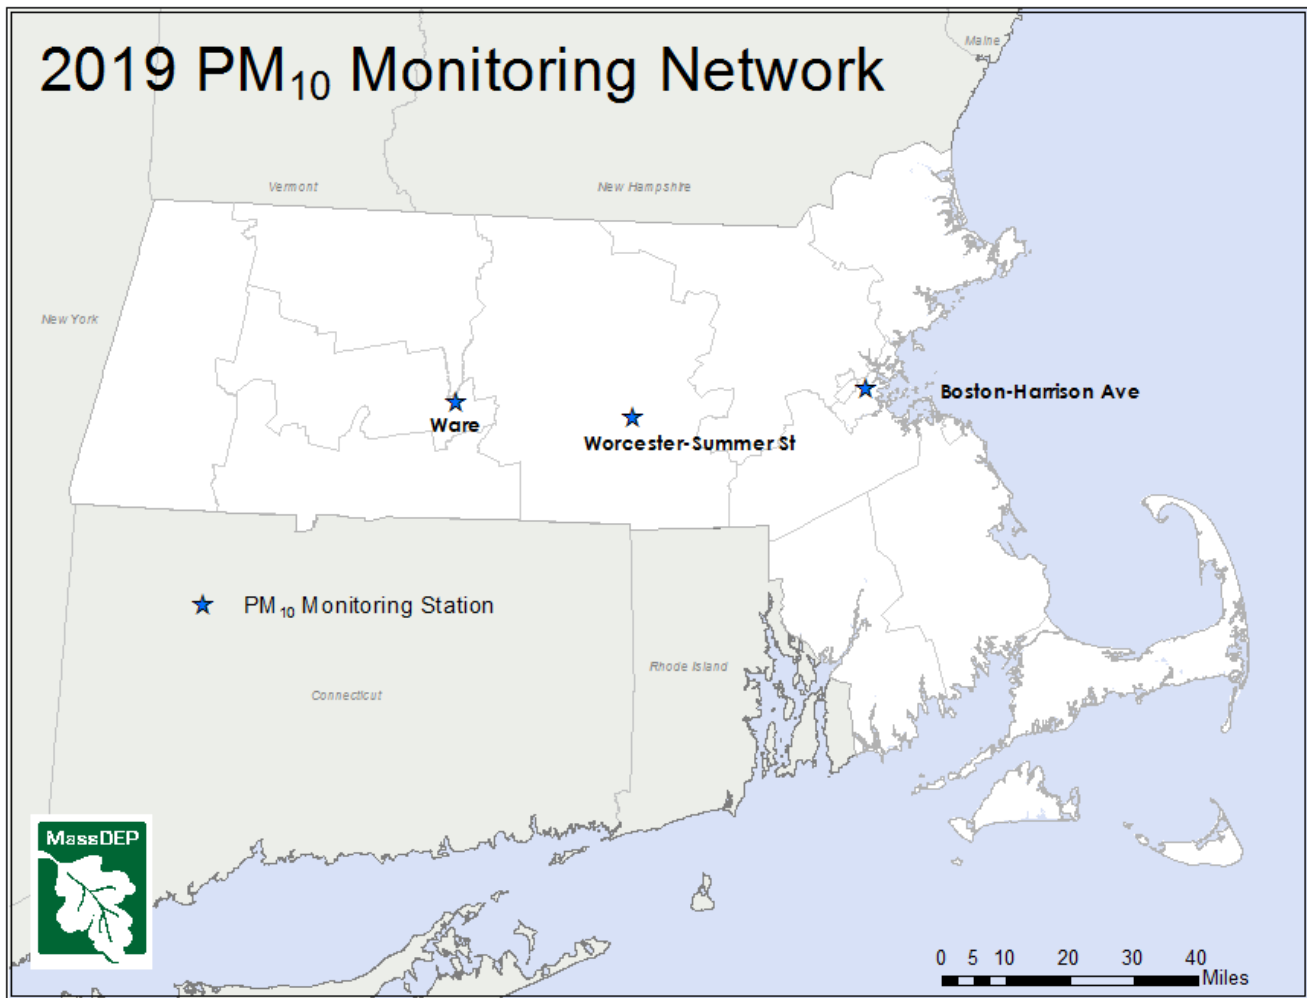 2019 PM10 Monitoring Network
Maine
Vermont
New Hampshire
New York
Boston-Harrison Ave
Ware
Worcester-Summer St
PM10 Monitoring Station
Rhode Island
Connecticut
MassDEP
0 5 10 20 30 40
Miles